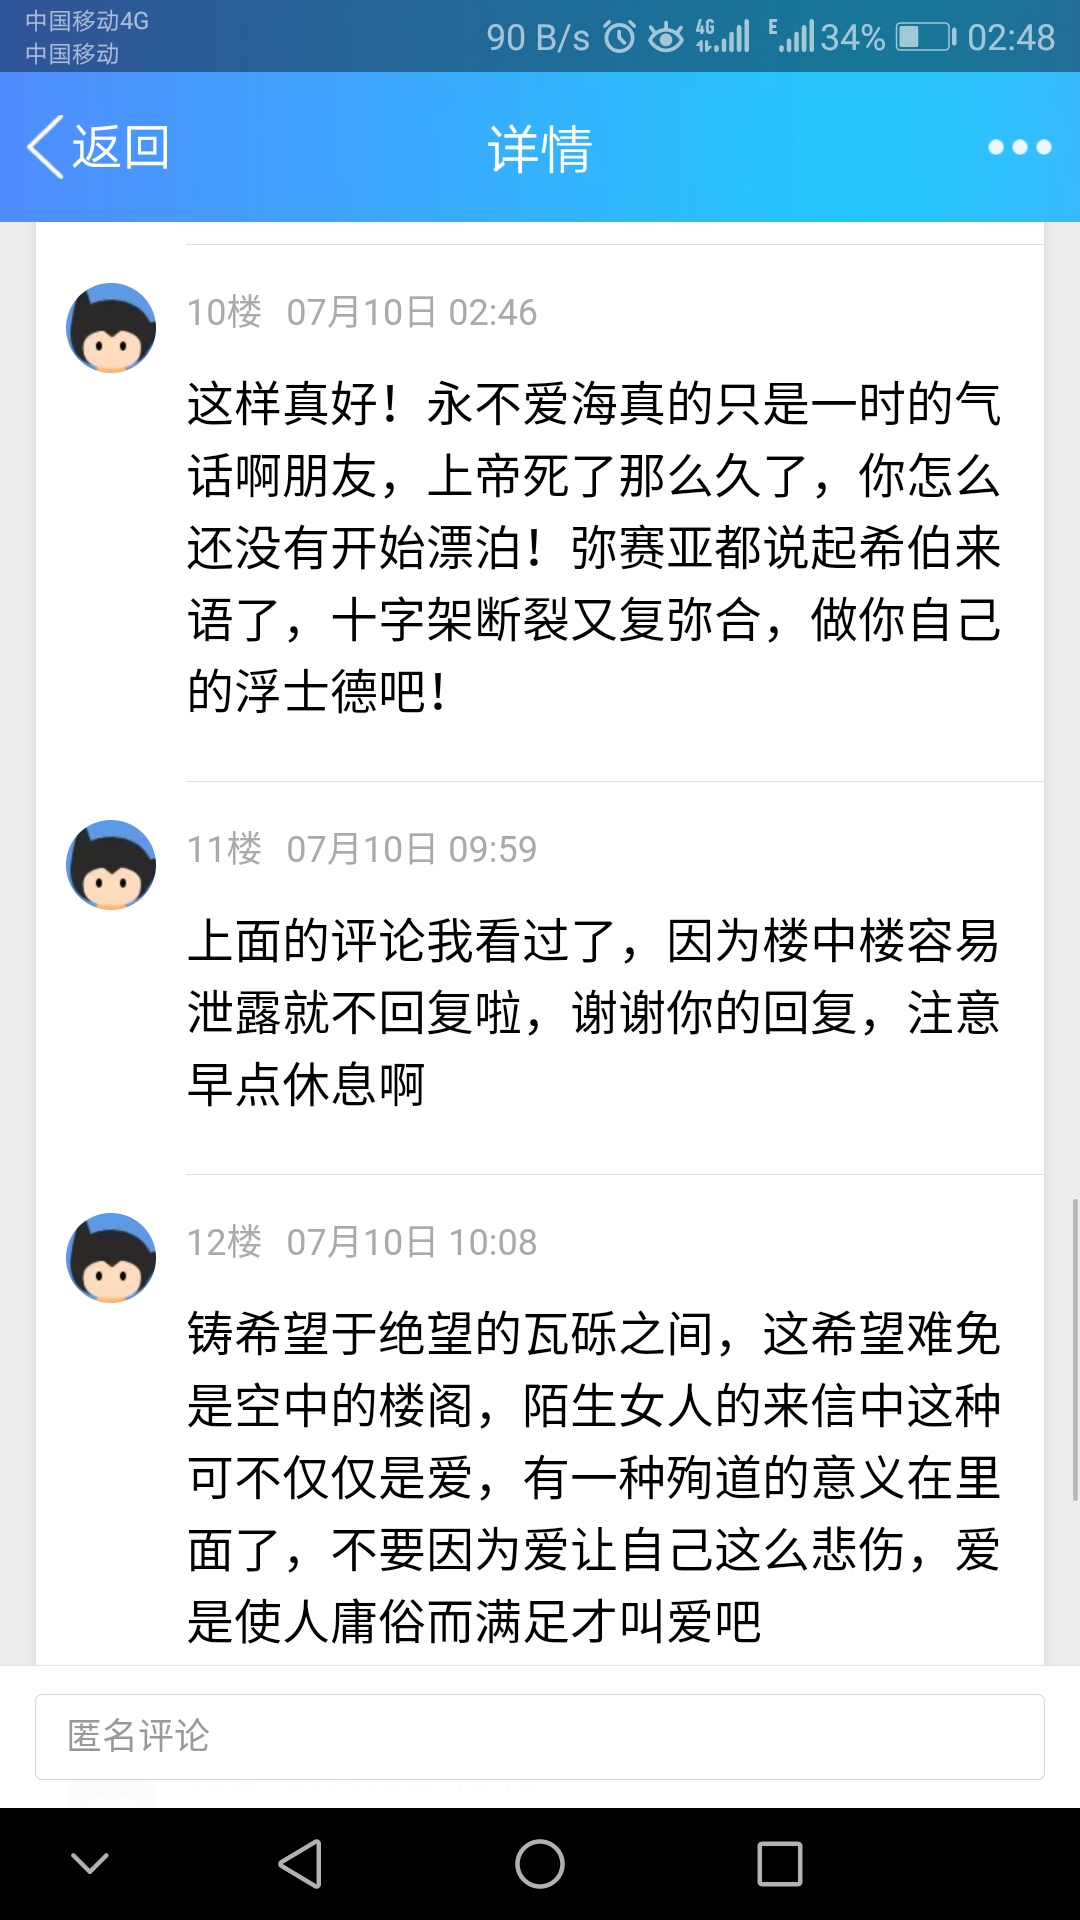 中国移动4G
中国移动
90 B/s 4G E 34% 02:48
返回 详情
10楼 07月10日 02:46
这样真好！永不爱海真的只是一时的气
话啊朋友，上帝死了那么久了，你怎么
还没有开始漂泊！弥赛亚都说起希伯来
语了，十字架断裂又复弥合，做你自己
的浮士德吧！
11楼 07月10日 09:59
上面的评论我看过了，因为楼中楼容易
泄露就不回复啦，谢谢你的回复，注意
早点休息啊
12楼 07月10日 10:08
铸希望于绝望的瓦砾之间，这希望难免
是空中的楼阁，陌生女人的来信中这种
可不仅仅是爱，有一种殉道的意义在里
面了，不要因为爱让自己这么悲伤，爱
是使人庸俗而满足才叫爱吧
匿名评论